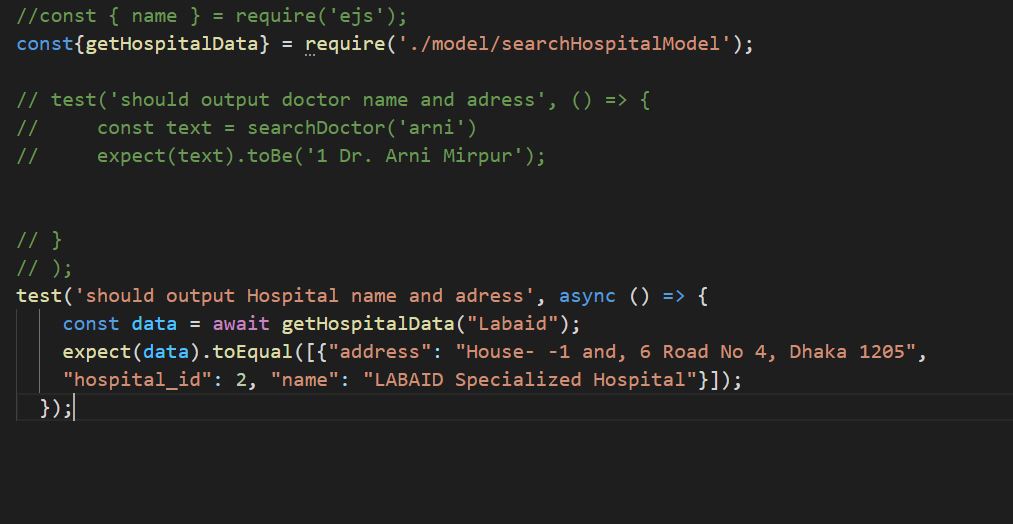 //const { name } = require('ejs');
const{getHospitalData} = require('./model/searchHospitalModel');
// test('should output doctor name and adress', () => {
//     const text = searchDoctor('arni')
//     expect(text).toBe('1 Dr. Arni Mirpur');
// }
// );
test('should output Hospital name and adress', async () => {
    const data = await getHospitalData("Labaid");
    expect(data).toEqual([{"address": "House- -1 and, 6 Road No 4, Dhaka 1205",
    "hospital_id": 2, "name": "LABAID Specialized Hospital"}]);
  });